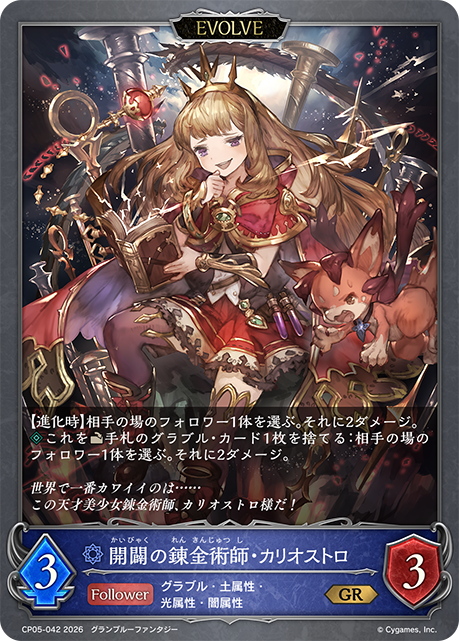 EVOLVE
【進化時】相手の場のフォロワー1体を選ぶ。それに2ダメージ。
これを手札のグラブル・カード1枚を捨てる：相手の場の
フォロワー1体を選ぶ。それに2ダメージ。
世界で一番カワイイのは……
この天才美少女錬金術師、カリオストロ様だ！
かいびゃく れんきんじゅつし
開闢の錬金術師・カリオストロ
3
Follower
グラブル・土属性・
光属性・闇属性
GR
3
CP05-042 2026 グランブルーファンタジー
© Cygames, Inc.